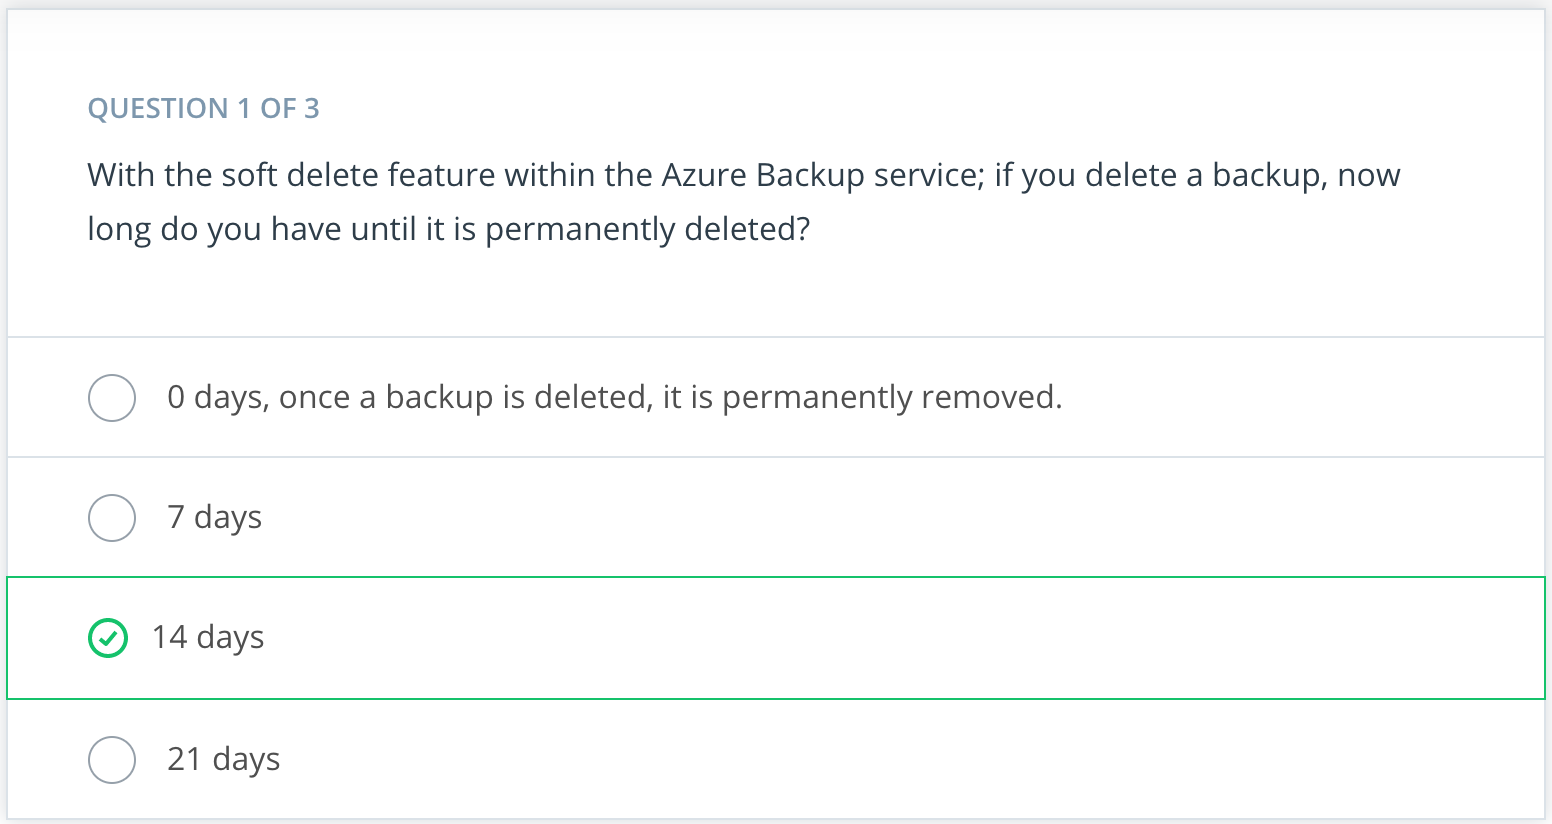 QUESTION 1 OF 3
With the soft delete feature within the Azure Backup service; if you delete a backup, now
long do you have until it is permanently deleted?
0 days, once a backup is deleted, it is permanently removed.
7 days
14 days
21 days